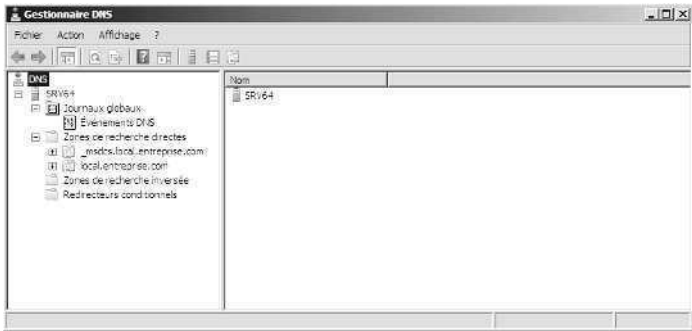 Gestionnaire DNS
Fichier Action Affichage ?
DNS
SRV64
Journaux globaux
Événements DNS
Zones de recherche directes
_msdcs.local.entreprise.com
local.entreprise.com
Zones de recherche inversée
Redirecteurs conditionnels
Nom
SRV64